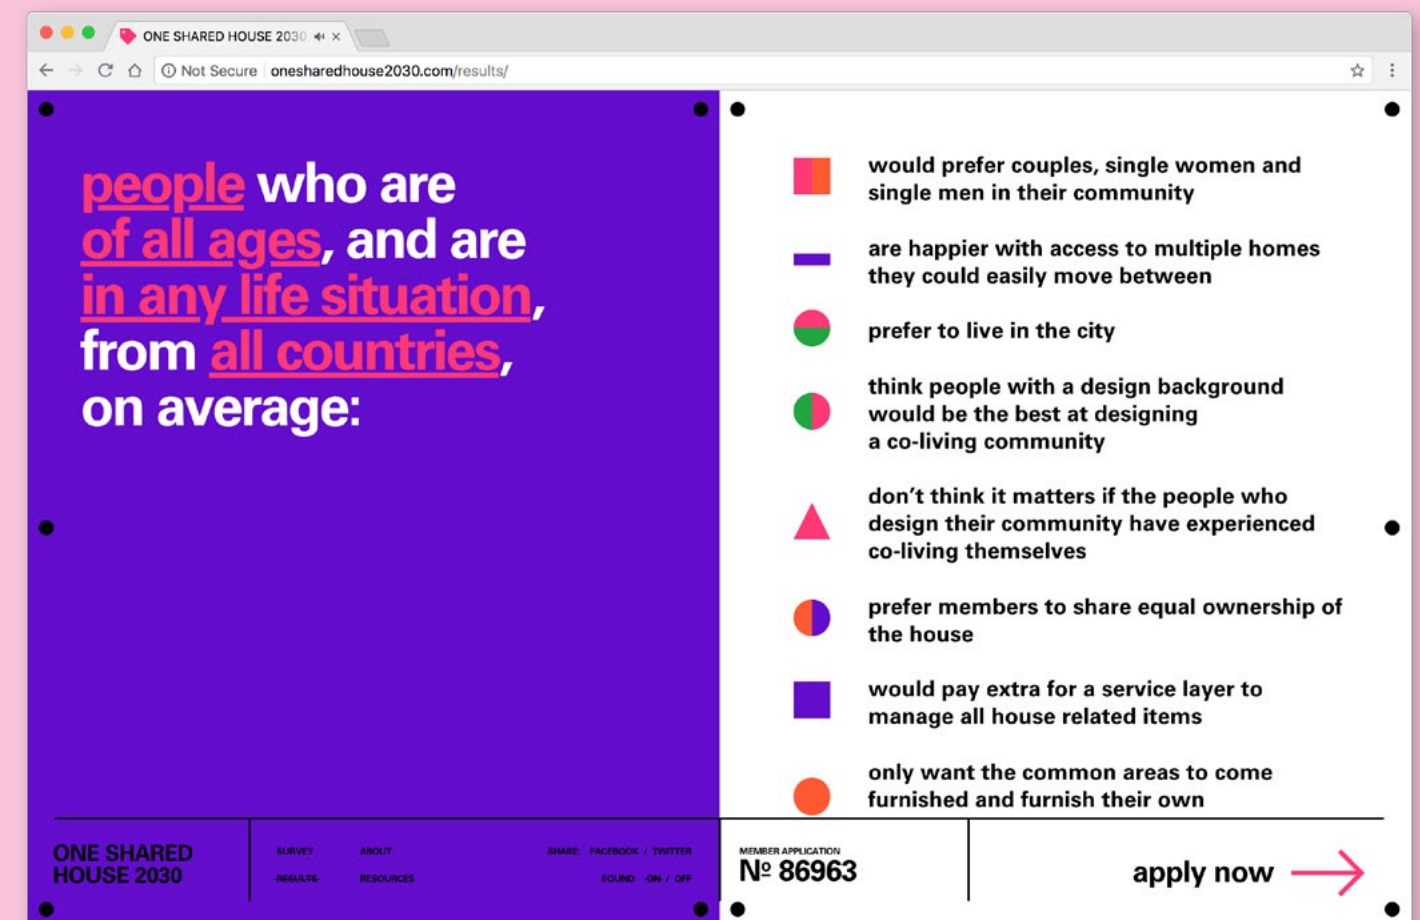 ONE SHARED HOUSE 2030
Not Secure onesharedhouse2030.com/results/
people who are
of all ages, and are
in any life situation,
from all countries,
on average:
would prefer couples, single women and
single men in their community
are happier with access to multiple homes
they could easily move between
prefer to live in the city
think people with a design background
would be the best at designing
a co-living community
don't think it matters if the people who
design their community have experienced
co-living themselves
prefer members to share equal ownership of
the house
would pay extra for a service layer to
manage all house related items
only want the common areas to come
furnished and furnish their own
ONE SHARED
HOUSE 2030
SURVEY ABOUT SHARE: FACEBOOK / TWITTER
RESULTS RESOURCES SOUND: ON / OFF
MEMBER APPLICATION
Nº 86963
apply now